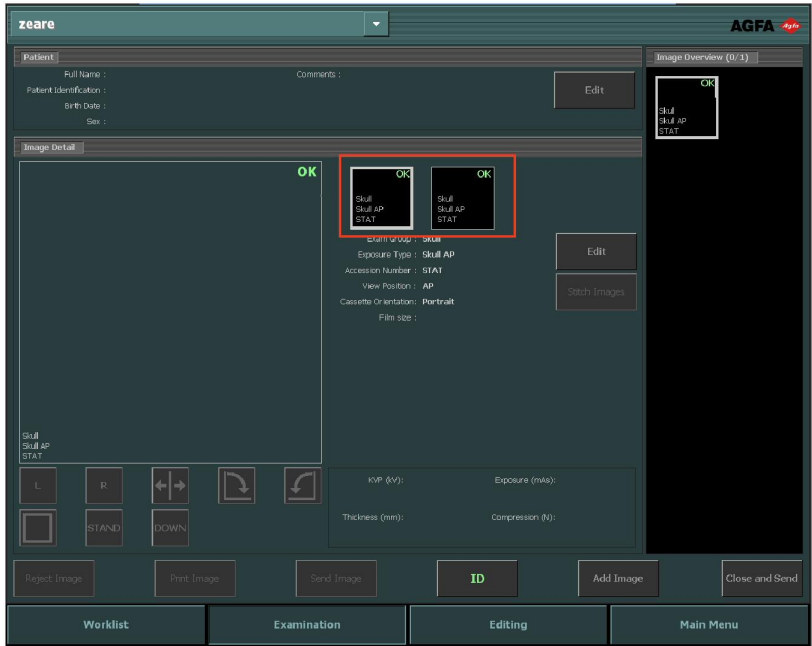 zeare
AGFA
Patient
Full Name :
Comments :
Patient Identification :
Birth Date :
Sex :
Edit
Image Overview (0/1)
OK
Skull
Skull AP
STAT
Image Detail
OK
Skull
Skull AP
STAT
OK
Skull
Skull AP
STAT
OK
Skull
Skull AP
STAT
Exam Group : Skull
Exposure Type : Skull AP
Accession Number : STAT
View Position : AP
Cassette Orientation: Portrait
Film size :
Edit
Stitch Images
L
R
STAND
DOWN
KVP (kV):
Exposure (mAs):
Thickness (mm):
Compression (N):
Reject Image
Print Image
Send Image
ID
Add Image
Close and Send
Worklist
Examination
Editing
Main Menu